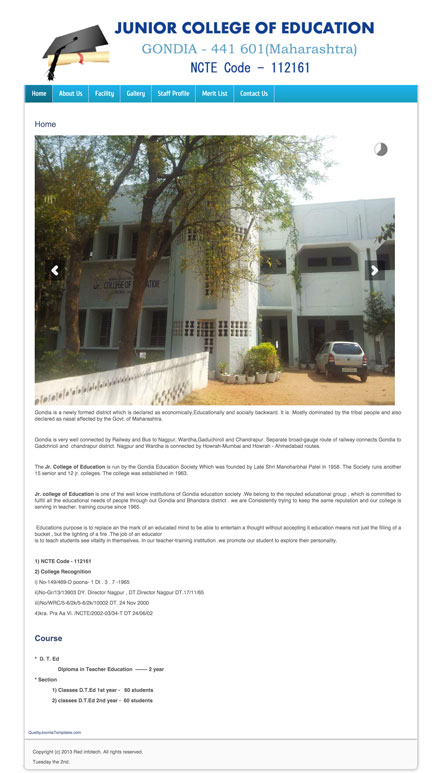 JUNIOR COLLEGE OF EDUCATION
GONDIA - 441 601(Maharashtra)
NCTE Code - 112161
Home
About Us
Facility
Gallery
Staff Profile
Merit List
Contact Us
Home
Jr. COLLEGE OF EDUCATION
Gondia is a newly formed district which is declared as economically,Educationally and socially backward. It is Mostly dominated by the tribal people and also
declared as naxal affected by the Govt. of Maharashtra.
Gondia is very well connected by Railway and Bus to Nagpur, Wardha,Gaduchiroli and Chandrapur. Separate broad-gauge route of railway connects Gondia to
Gadchiroli and chandrapur district. Nagpur and Wardha is connected by Howrah-Mumbai and Howrah - Ahmedabad routes.
The Jr. College of Education is run by the Gondia Education Society Which was founded by Late Shri Manoharbhai Patel in 1958. The Society runs another
15 senior and 12 jr. colleges. The college was established in 1963.
Jr. college of Education is one of the well know institutions of Gondia education society .We belong to the reputed educational group , which is committed to
fulfil all the educational needs of people through out Gondia and Bhandara district . we are Consistently trying to keep the same reputation and our college is
serving in teacher. training course since 1965.
Educations purpose is to replace an the mark of an educated mind to be able to entertain a thought without accepting it.education means not just the filling of a
bucket , but the lighting of a fire .The job of an educator
is to teach students see vitality in themselves. In our teacher-training institution .we promote our student to explore their personality.
1) NCTE Code - 112161
2) College Recognition
i) No-149/469-D poona- 1 Dt . 3 . 7 -1965
ii)No-Gr/13/13903 DY. Director Nagpur , DT.Director Nagpur DT.17/11/65
iii)No/WRC/5-6/2k/5-6/2k/10002 DT. 24 Nov 2000
4)kra. Pra Aa Vi. /NCTE/2002-03/34-T DT 24/06/02
Course
* D. T. Ed
Diploma in Teacher Education ------- 2 year
* Section
1) Classes D.T.Ed 1st year - 50 students
2) classes D.T.Ed 2nd year - 50 students
QualityJoomlaTemplates.com
Copyright (c) 2013 Red infotech. All rights reserved.
Tuesday the 2nd.